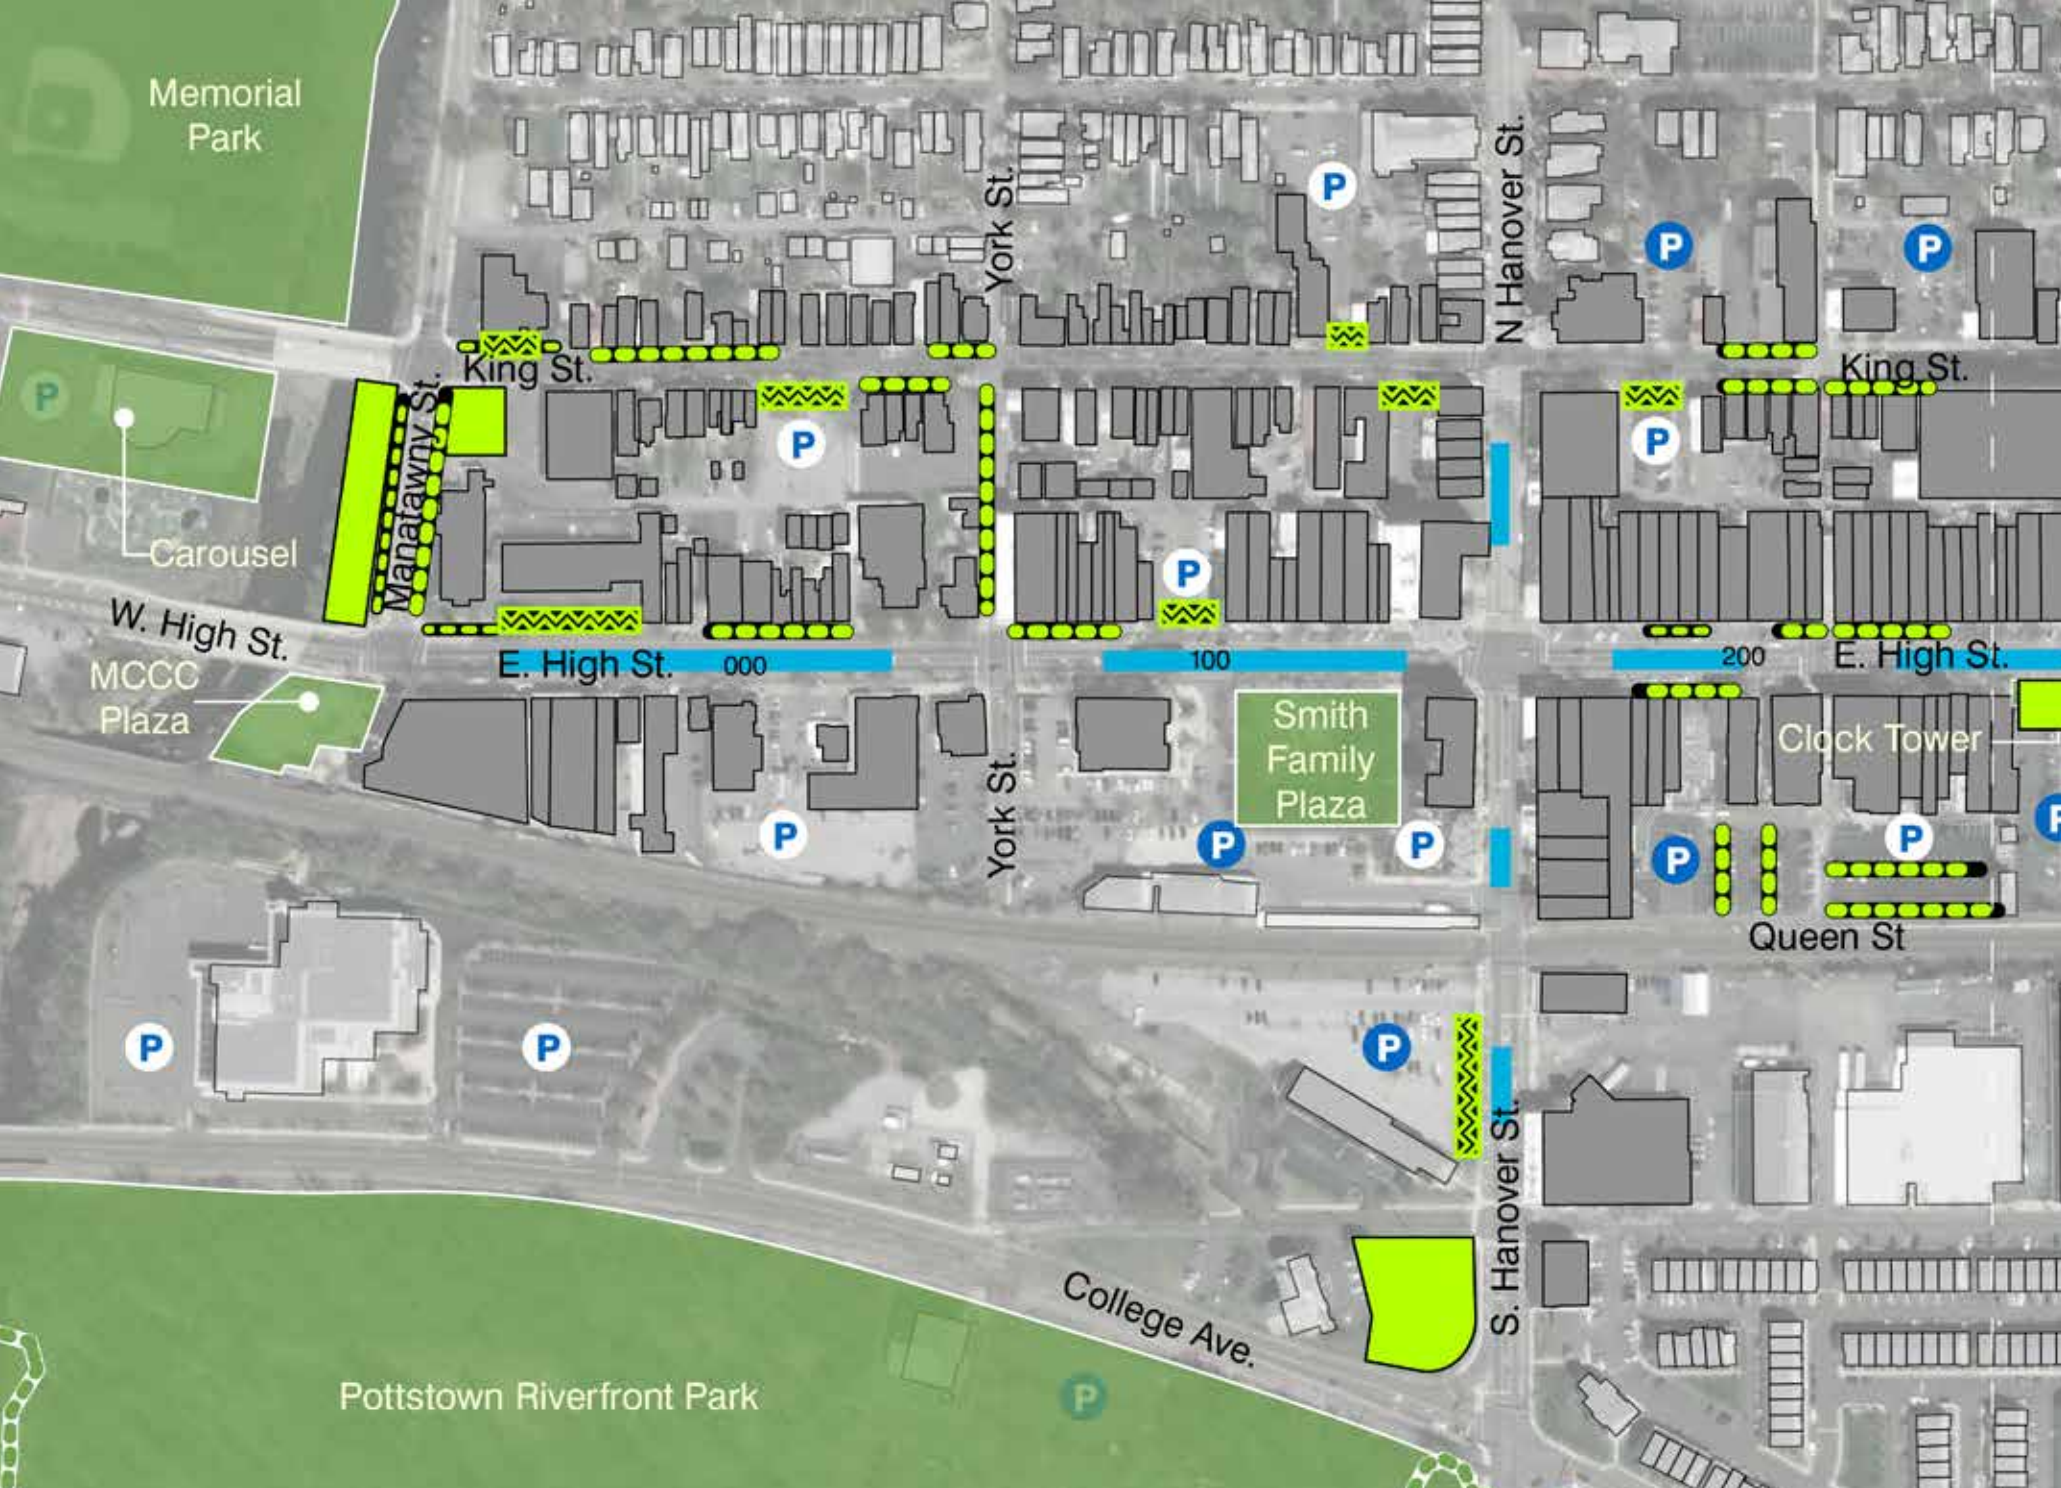 Memorial
Park
P
York St.
N Hanover St.
P
P
King St.
King St.
P
Manatawny St.
P
P
Carousel
P
W. High St.
E. High St.
000
100
200
E. High St.
MCCC
Plaza
Smith
Family
Plaza
Clock Tower
York St.
P
P
P
P
P
P
Queen St
P
P
P
S. Hanover St.
College Ave.
Pottstown Riverfront Park
P